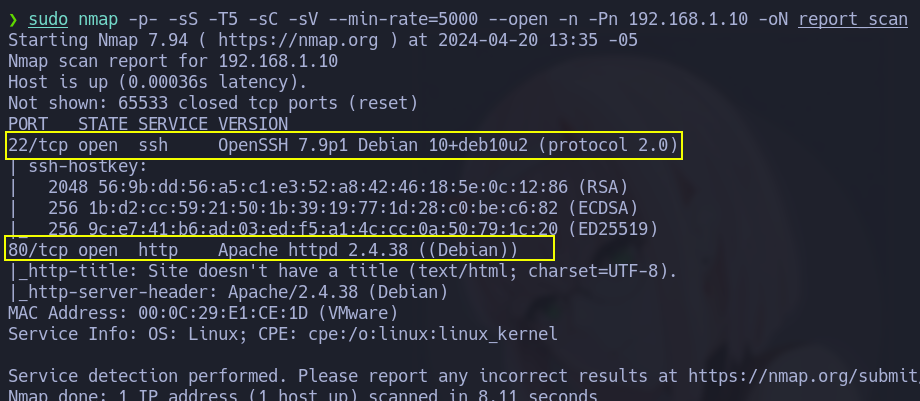 ❯ sudo nmap -p- -sS -T5 -sC -sV --min-rate=5000 --open -n -Pn 192.168.1.10 -oN report_scan
Starting Nmap 7.94 ( https://nmap.org ) at 2024-04-20 13:35 -05
Nmap scan report for 192.168.1.10
Host is up (0.00036s latency).
Not shown: 65533 closed tcp ports (reset)
PORT   STATE SERVICE VERSION
22/tcp open  ssh     OpenSSH 7.9p1 Debian 10+deb10u2 (protocol 2.0)
| ssh-hostkey:
|   2048 56:9b:dd:56:a5:c1:e3:52:a8:42:46:18:5e:0c:12:86 (RSA)
|   256 1b:d2:cc:59:21:50:1b:39:19:77:1d:28:c0:be:c6:82 (ECDSA)
|_  256 9c:e7:41:b6:ad:03:ed:f5:a1:4c:cc:0a:50:79:1c:20 (ED25519)
80/tcp open  http    Apache httpd 2.4.38 ((Debian))
|_http-title: Site doesn't have a title (text/html; charset=UTF-8).
|_http-server-header: Apache/2.4.38 (Debian)
MAC Address: 00:0C:29:E1:CE:1D (VMware)
Service Info: OS: Linux; CPE: cpe:/o:linux:linux_kernel
Service detection performed. Please report any incorrect results at https://nmap.org/submit/
Nmap done: 1 IP address (1 host up) scanned in 8.11 seconds